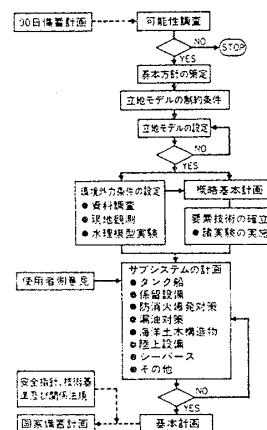 90日備蓄計画
可能性調査
NO
STOP
YES
基本方針の策定
立地モデルの制約条件
立地モデルの設定
NO
YES
環境外力条件の設定
● 資料調査
● 現地観測
● 水理模型実験
概略基本計画
要素技術の確立
● 諸実験の実施
使用者側意見
サブシステムの計画
● タンク船
● 係留設備
● 防消火爆発対策
● 漏油対策
● 海洋土木構造物
● 陸上設備
● シーバース
● その他
安全指針、技術基
準及び関係法規
NO
YES
国家備蓄計画
基本計画